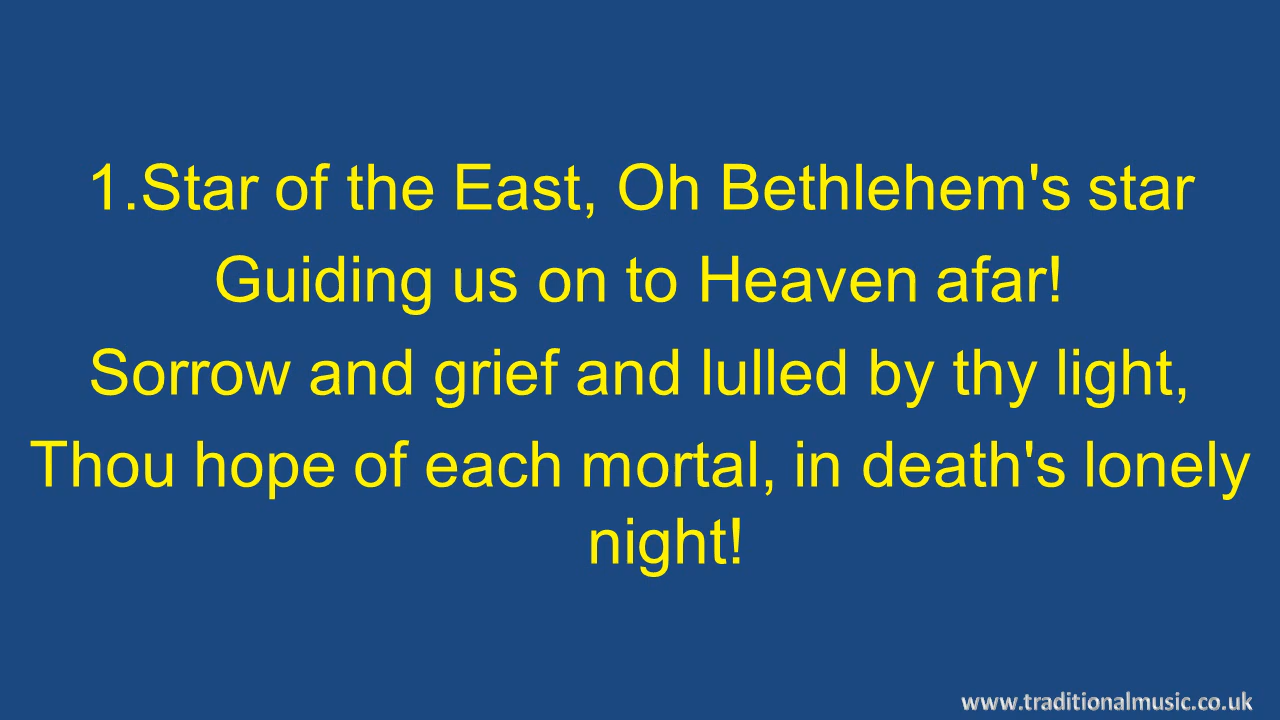 1.Star of the East, Oh Bethlehem's star
Guiding us on to Heaven afar!
Sorrow and grief and lulled by thy light,
Thou hope of each mortal, in death's lonely
night!
www.traditionalmusic.co.uk